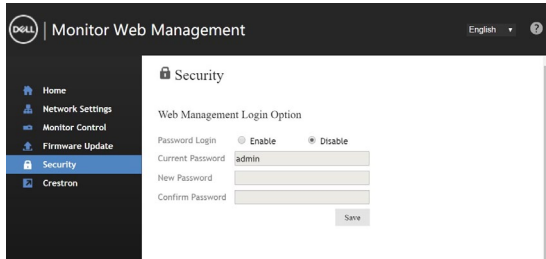 DELL | Monitor Web Management
English
?
Home
Network Settings
Monitor Control
Firmware Update
Security
Crestron
Security
Web Management Login Option
Password Login Enable Disable
Current Password admin
New Password
Confirm Password
Save